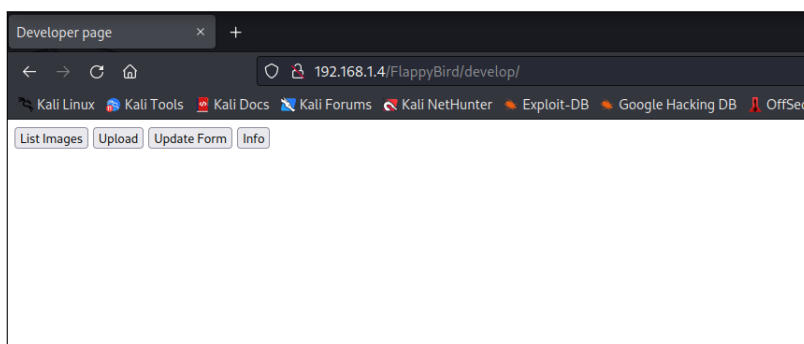 Developer page
192.168.1.4/FlappyBird/develop/
Kali Linux Kali Tools Kali Docs Kali Forums Kali NetHunter Exploit-DB Google Hacking DB OffSec
List Images Upload Update Form Info